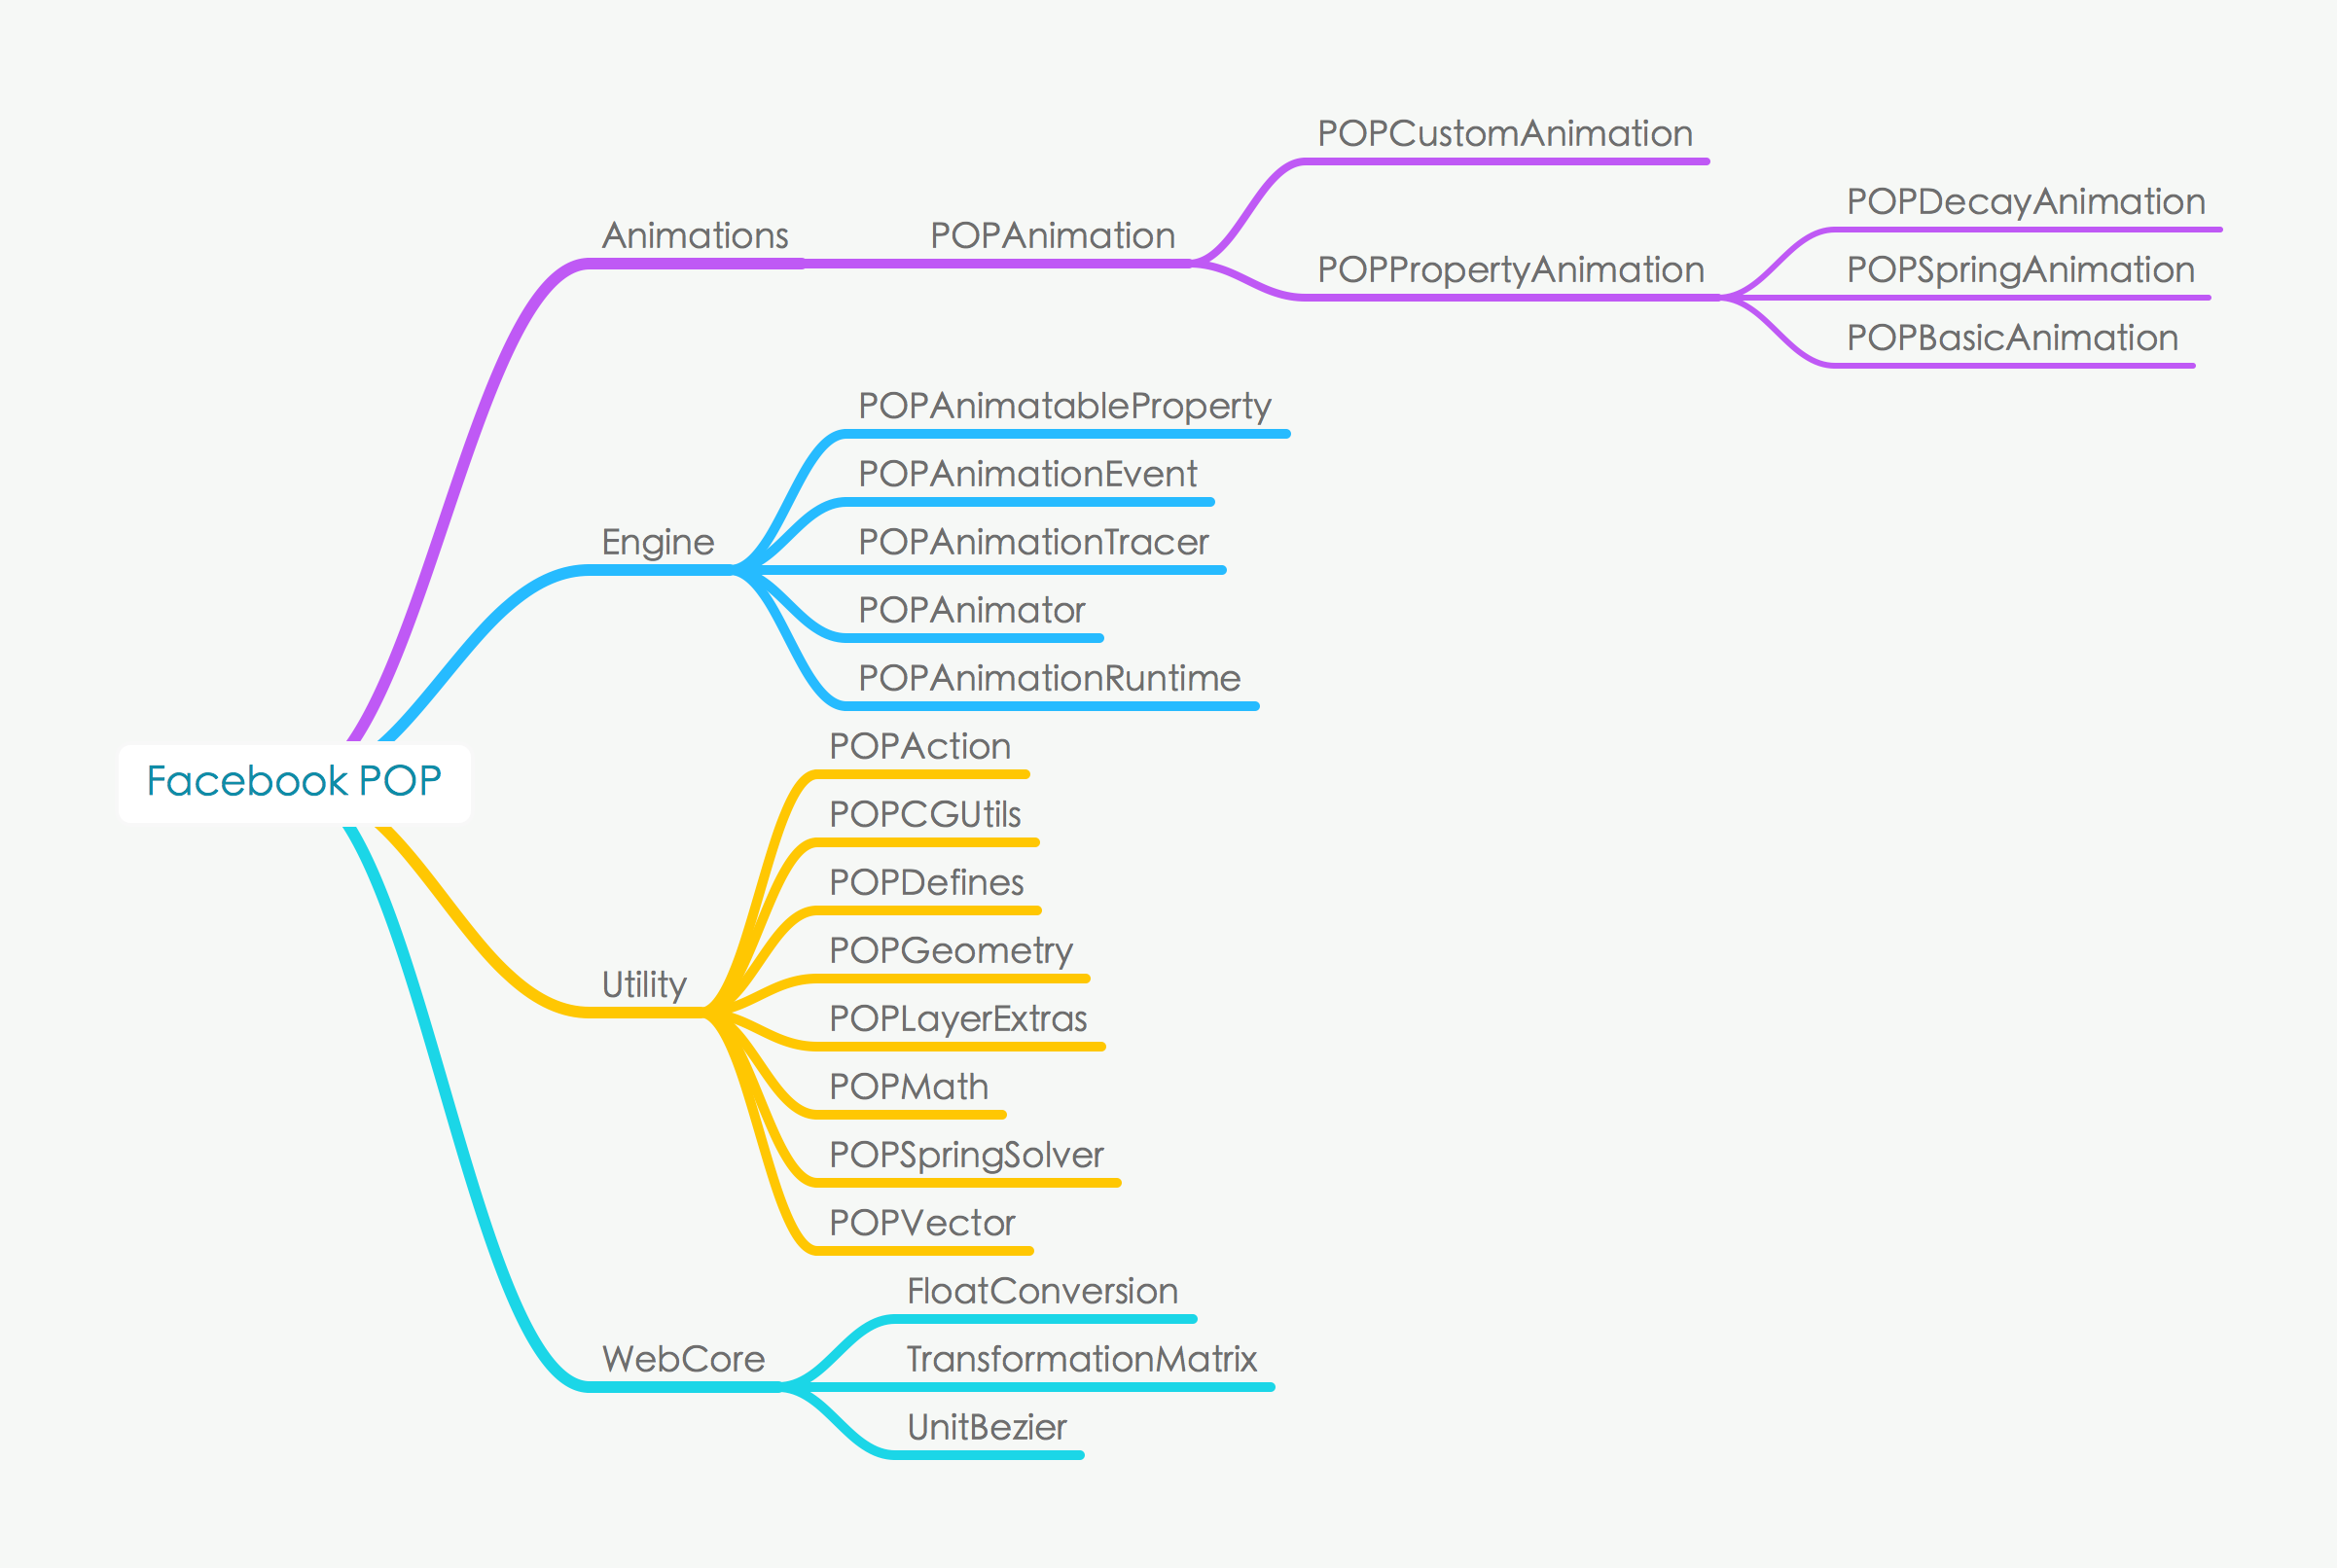 Facebook POP
Animations
POPAnimation
POPCustomAnimation
POPPropertyAnimation
POPDecayAnimation
POPSpringAnimation
POPBasicAnimation
Engine
POPAnimatableProperty
POPAnimationEvent
POPAnimationTracer
POPAnimator
POPAnimationRuntime
Utility
POPAction
POPCGUtils
POPDefines
POPGeometry
POPLayerExtras
POPMath
POPSpringSolver
POPVector
WebCore
FloatConversion
TransformationMatrix
UnitBezier